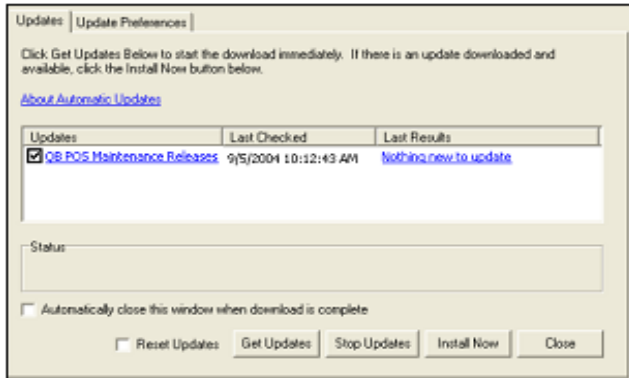 Updates Update Preferences
Click Get Updates Below to start the download immediately. If there is an update downloaded and
available, click the Install Now button below.
About Automatic Updates
Updates Last Checked Last Results
QB POS Maintenance Releases 9/5/2004 10:12:43 AM Nothing new to update
Status
Automatically close this window when download is complete
Reset Updates Get Updates Stop Updates Install Now Close